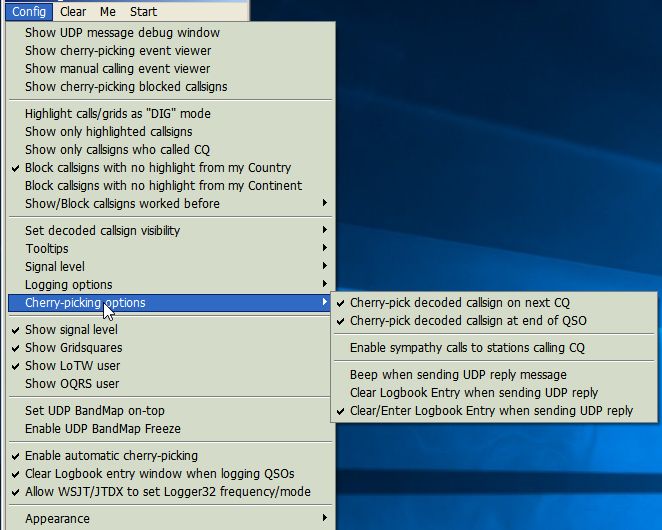 Config Clear Me Start
Show UDP message debug window
Show cherry-picking event viewer
Show manual calling event viewer
Show cherry-picking blocked callsigns
Highlight calls/grids as "DIG" mode
Show only highlighted callsigns
Show only callsigns who called CQ
Block callsigns with no highlight from my Country
Block callsigns with no highlight from my Continent
Show/Block callsigns worked before
Set decoded callsign visibility
Tooltips
Signal level
Logging options
Cherry-picking options
Cherry-pick decoded callsign on next CQ
Cherry-pick decoded callsign at end of QSO
Enable sympathy calls to stations calling CQ
Beep when sending UDP reply message
Clear Logbook Entry when sending UDP reply
Clear/Enter Logbook Entry when sending UDP reply
Show signal level
Show Gridsquares
Show LoTW user
Show OQRS user
Set UDP BandMap on-top
Enable UDP BandMap Freeze
Enable automatic cherry-picking
Clear Logbook entry window when logging QSOs
Allow WSJT/JTDX to set Logger32 frequency/mode
Appearance